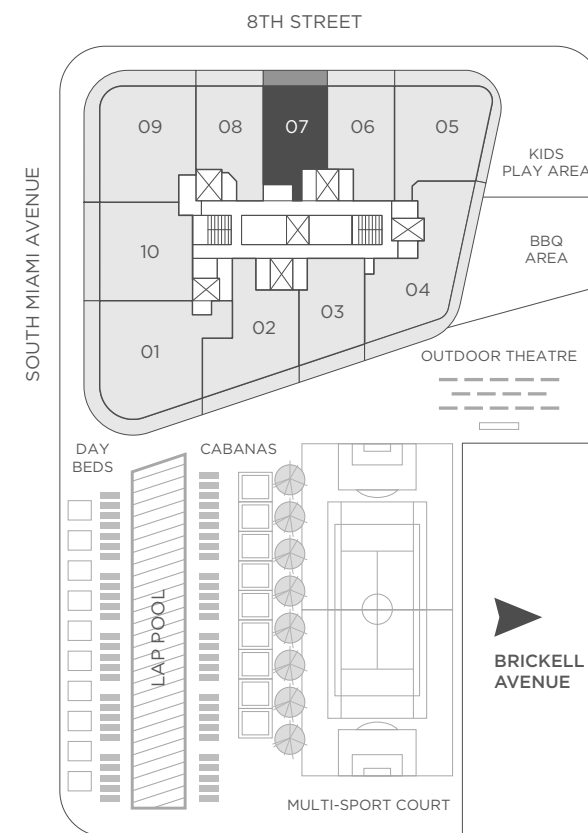 8TH STREET
SOUTH MIAMI AVENUE
09
08
07
06
05
KIDS
PLAY AREA
10
BBQ
AREA
04
03
02
01
OUTDOOR THEATRE
DAY
BEDS
CABANAS
LAP POOL
BRICKELL
AVENUE
MULTI-SPORT COURT